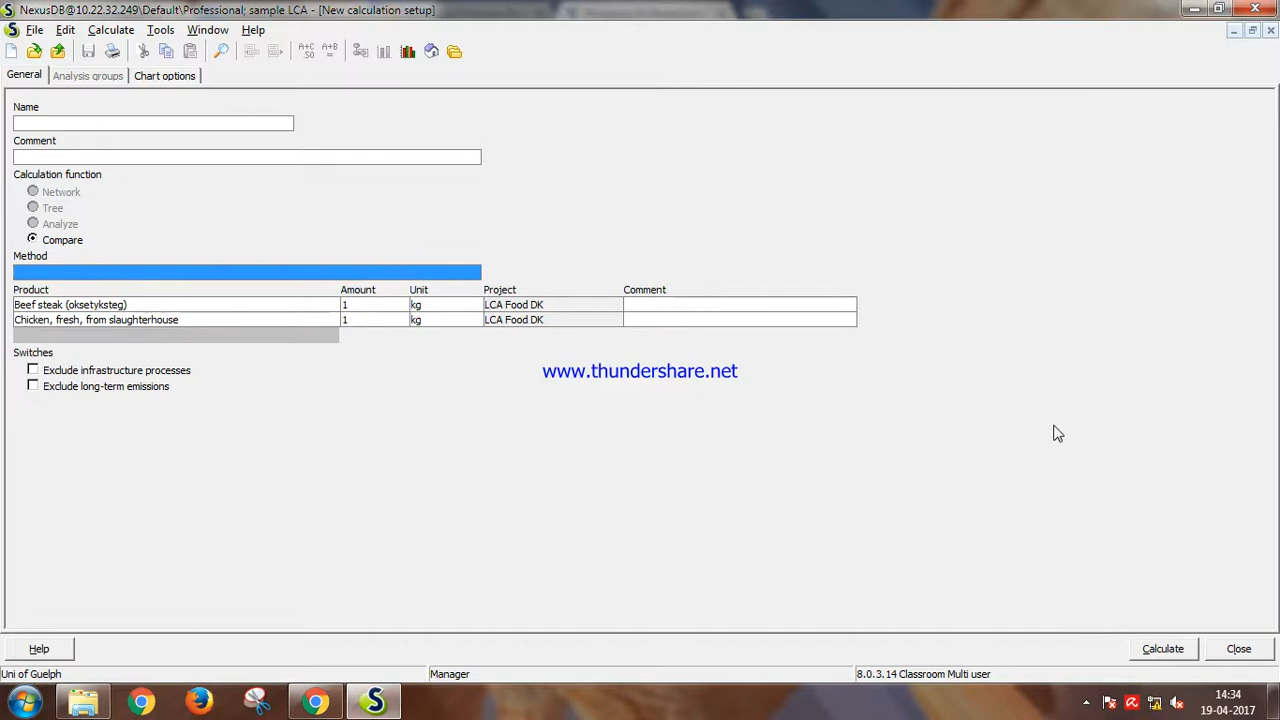 NexusDB@10.22.32.249\Default\Professional; sample LCA - [New calculation setup]
File Edit Calculate Tools Window Help
A+C .50 A+B =
General Analysis groups Chart options
Name
Comment
Calculation function
Network
Tree
Analyze
Compare
Method
Product Amount Unit Project Comment
Beef steak (oksetyksteg) 1 kg LCA Food DK
Chicken, fresh, from slaughterhouse 1 kg LCA Food DK
Switches
Exclude infrastructure processes
Exclude long-term emissions
www.thundershare.net
Help Calculate Close
Uni of Guelph Manager 8.0.3.14 Classroom Multi user
14:34
19-04-2017